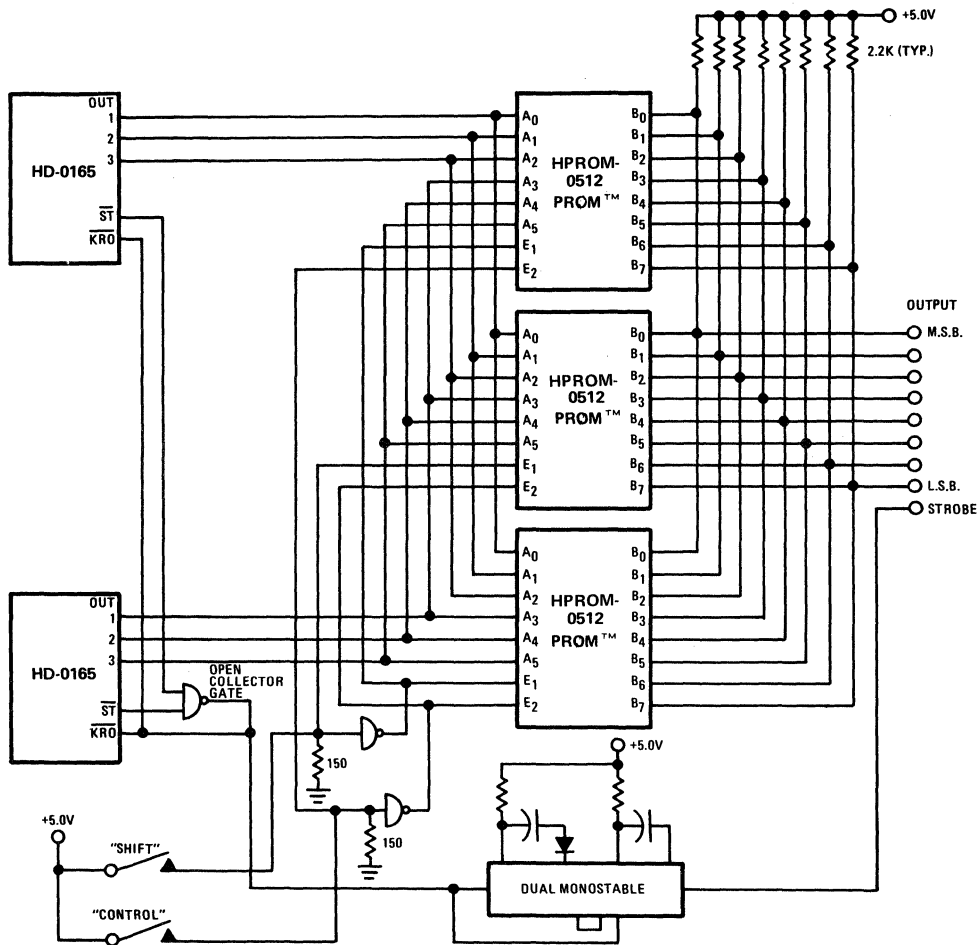 +5.0V
2.2K (TYP.)
OUT
1
2
3
HD-0165
S̅T̅
K̅R̅O̅
A₀
A₁
A₂
A₃
A₄
A₅
E₁
E₂
HPROM-
0512
PROM™
B₀
B₁
B₂
B₃
B₄
B₅
B₆
B₇
OUTPUT
M.S.B.
L.S.B.
STROBE
A₀
A₁
A₂
A₃
A₄
A₅
E₁
E₂
HPROM-
0512
PROM™
B₀
B₁
B₂
B₃
B₄
B₅
B₆
B₇
OUT
1
2
3
HD-0165
S̅T̅
K̅R̅O̅
OPEN
COLLECTOR
GATE
A₀
A₁
A₂
A₃
A₄
A₅
E₁
E₂
HPROM-
0512
PROM™
B₀
B₁
B₂
B₃
B₄
B₅
B₆
B₇
150
150
+5.0V
+5.0V
"SHIFT"
"CONTROL"
DUAL MONOSTABLE